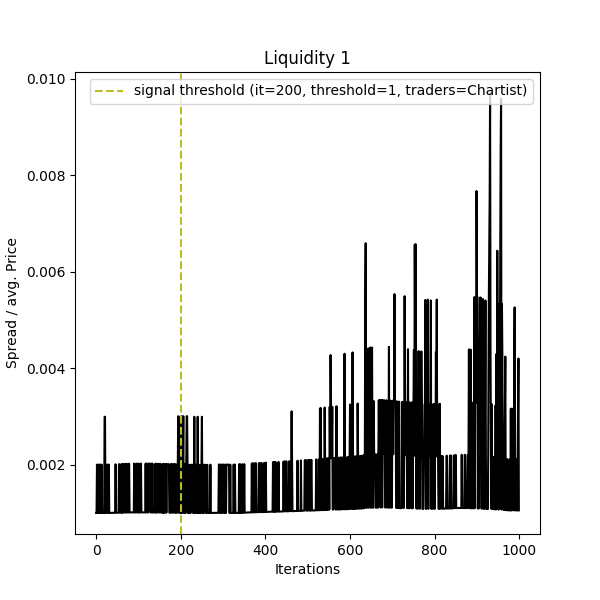 Liquidity 1
signal threshold (it=200, threshold=1, traders=Chartist)
Spread / avg. Price
0.010
0.008
0.006
0.004
0.002
0 200 400 600 800 1000
Iterations